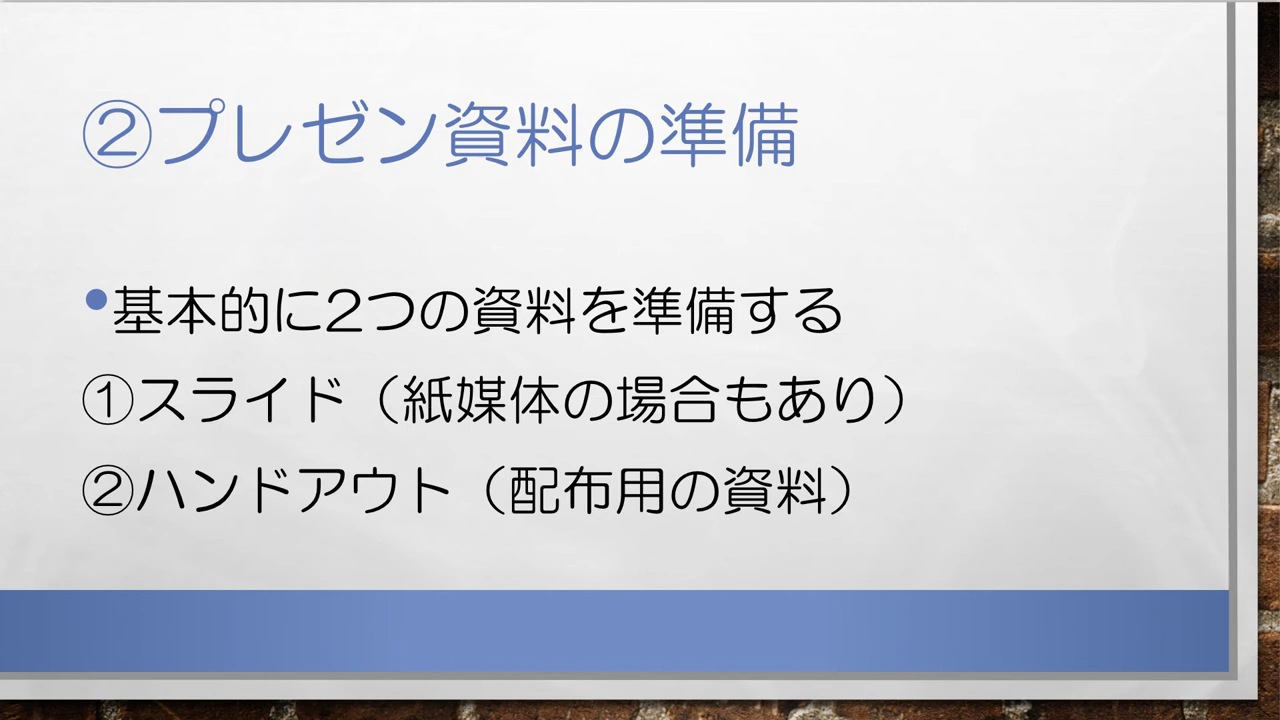 ②プレゼン資料の準備
●基本的に2つの資料を準備する
①スライド（紙媒体の場合もあり）
②ハンドアウト（配布用の資料）